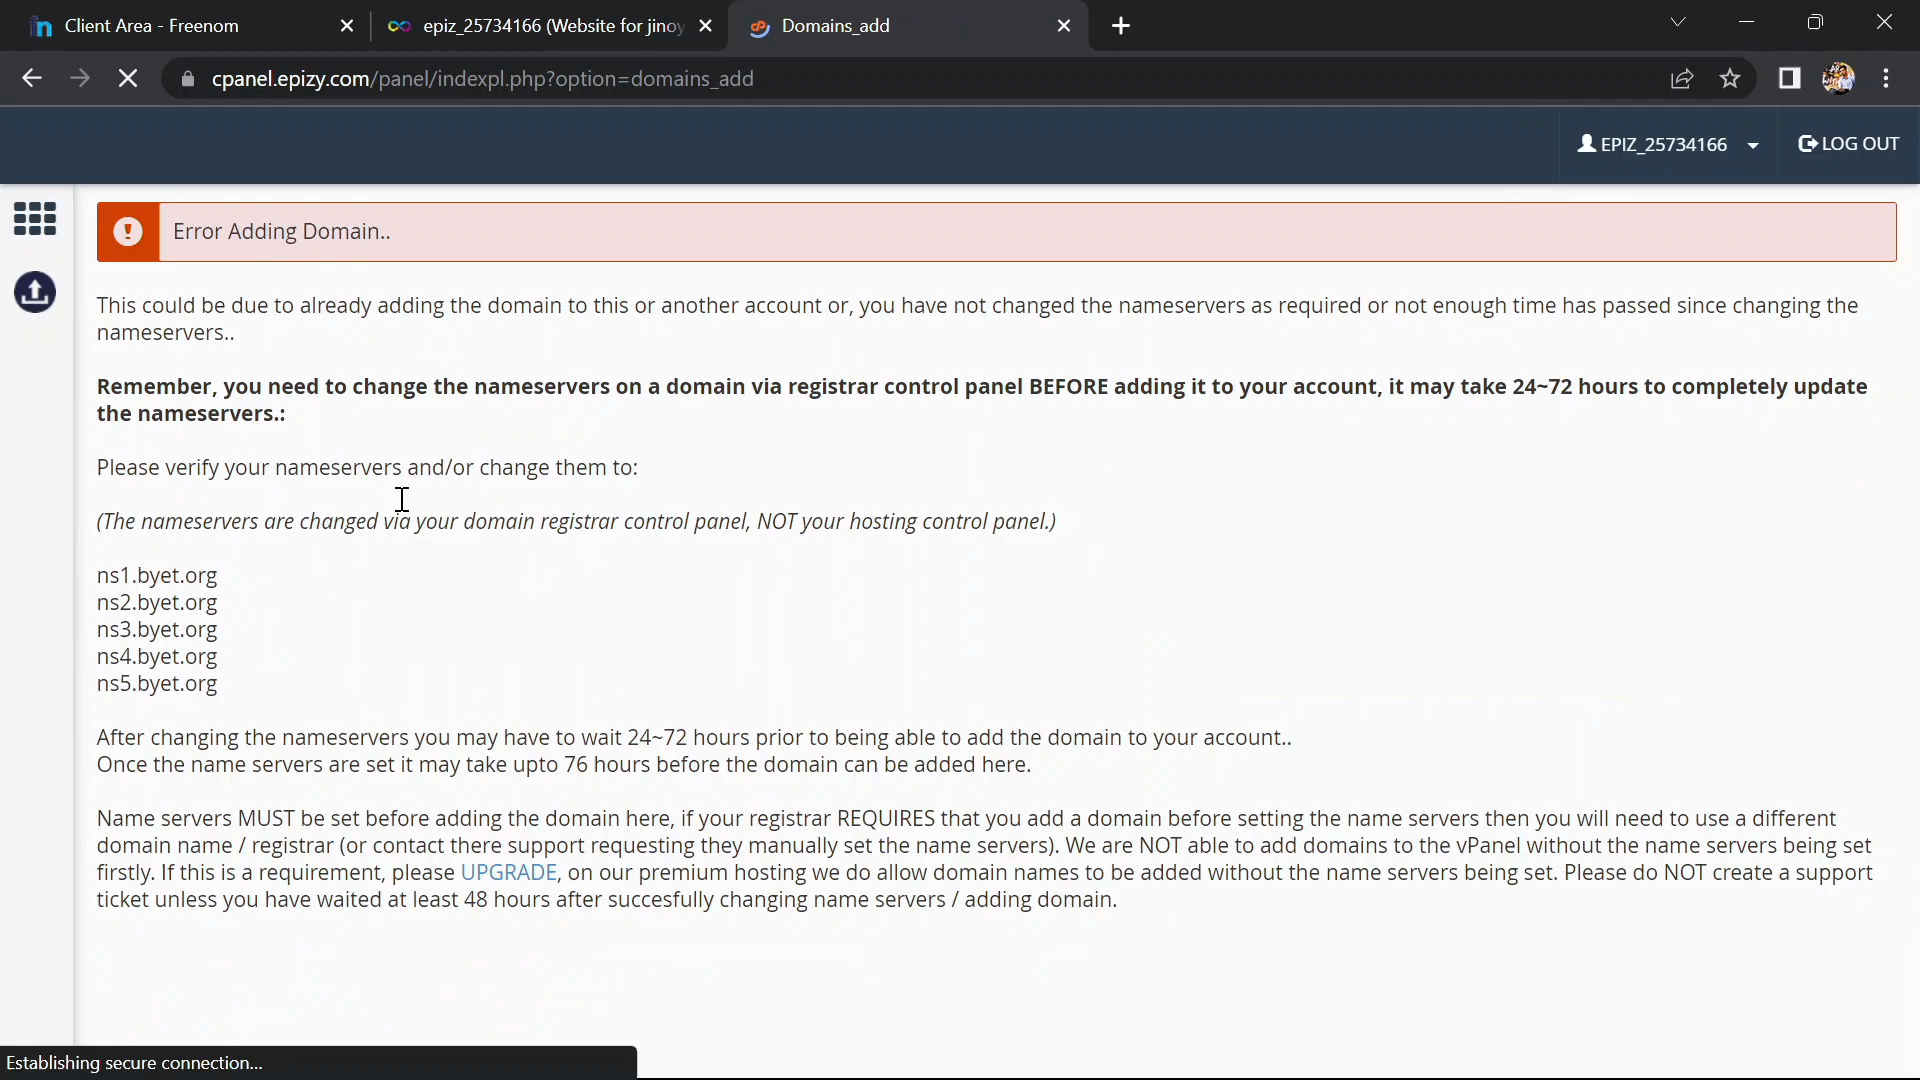 Client Area - Freenom
epiz_25734166 (Website for jinoy
Domains_add
cpanel.epizy.com/panel/indexpl.php?option=domains_add
EPIZ_25734166
LOG OUT
Error Adding Domain..
This could be due to already adding the domain to this or another account or, you have not changed the nameservers as required or not enough time has passed since changing the
nameservers..
Remember, you need to change the nameservers on a domain via registrar control panel BEFORE adding it to your account, it may take 24~72 hours to completely update
the nameservers.:
Please verify your nameservers and/or change them to:
(The nameservers are changed via your domain registrar control panel, NOT your hosting control panel.)
ns1.byet.org
ns2.byet.org
ns3.byet.org
ns4.byet.org
ns5.byet.org
After changing the nameservers you may have to wait 24~72 hours prior to being able to add the domain to your account..
Once the name servers are set it may take upto 76 hours before the domain can be added here.
Name servers MUST be set before adding the domain here, if your registrar REQUIRES that you add a domain before setting the name servers then you will need to use a different
domain name / registrar (or contact there support requesting they manually set the name servers). We are NOT able to add domains to the vPanel without the name servers being set
firstly. If this is a requirement, please UPGRADE, on our premium hosting we do allow domain names to be added without the name servers being set. Please do NOT create a support
ticket unless you have waited at least 48 hours after succesfully changing name servers / adding domain.
Establishing secure connection...